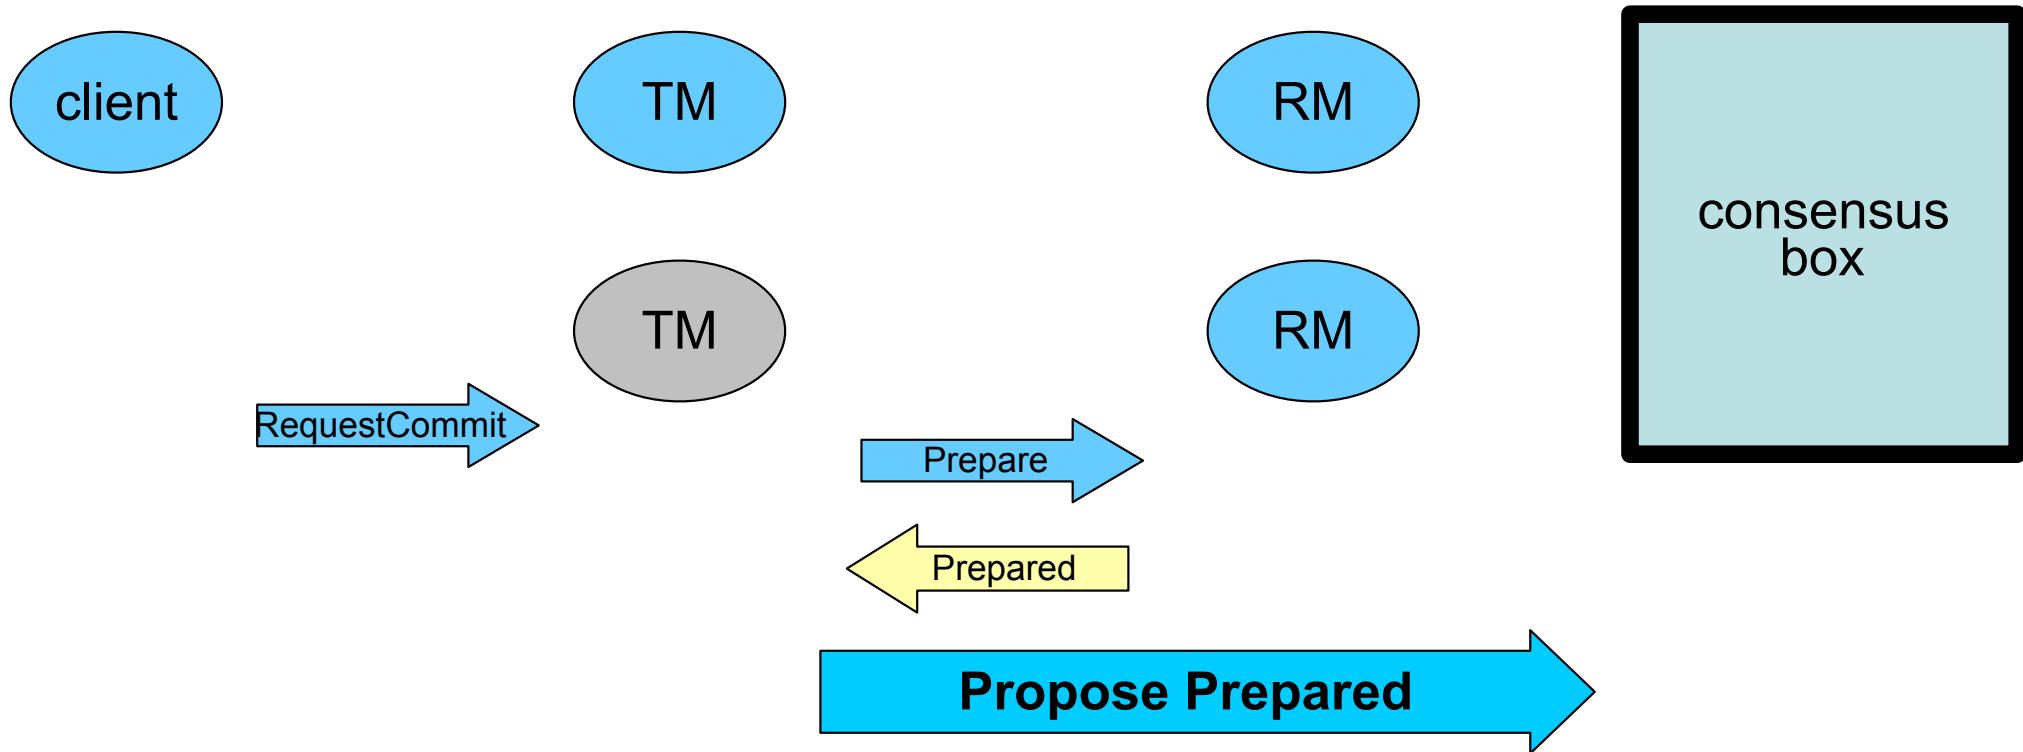 client
TM
RM
consensus
box
TM
RM
RequestCommit
Prepare
Prepared
Propose Prepared